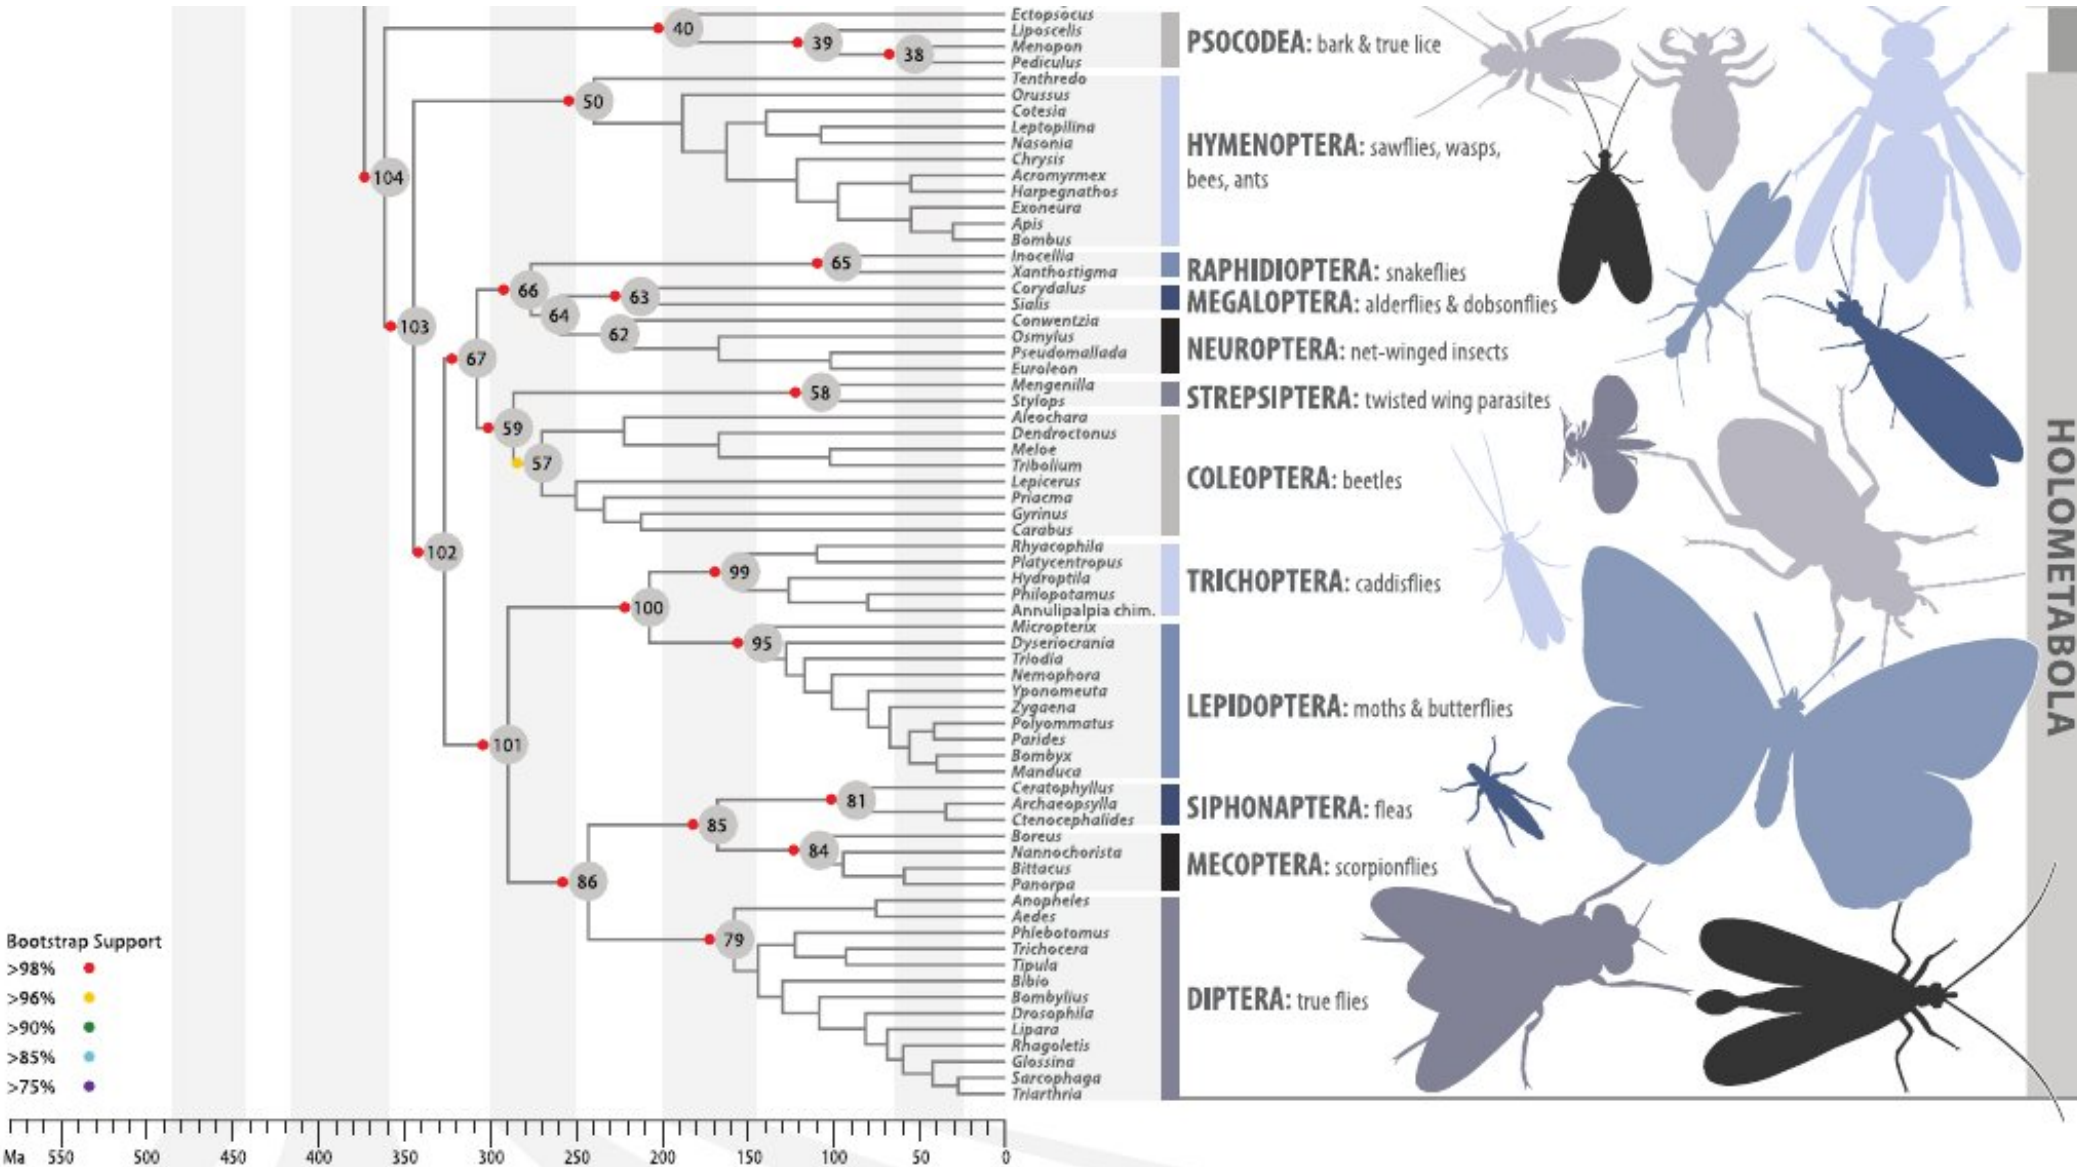 Ectopsocus
Liposcelis
Menopon
Pediculus
Tenthredo
Orussus
Cotesia
Leptopilina
Nasonia
Chrysis
Acromyrmex
Harpegnathos
Exoneura
Apis
Bombus
Inocellia
Xanthostigma
Corydalus
Sialis
Conwentzia
Osmylus
Pseudomallada
Euroleon
Mengenilla
Stylops
Aleochara
Dendroctonus
Meloe
Tribolium
Lepicerus
Priacma
Gyrinus
Carabus
Rhyacophila
Platycentropus
Hydroptila
Philopotamus
Annulipalpia chim.
Micropterix
Dyseriocrania
Triodia
Nemophora
Yponomeuta
Zygaena
Polyommatus
Parides
Bombyx
Manduca
Ceratophyllus
Archaeopsylla
Ctenocephalides
Boreus
Nannochorista
Bittacus
Panorpa
Anopheles
Aedes
Phlebotomus
Trichocera
Tipula
Bibio
Bombylius
Drosophila
Lipara
Rhagoletis
Glossina
Sarcophaga
Triarthria
40
39
38
50
104
65
66
63
64
62
103
67
58
59
57
102
99
100
95
101
81
85
84
86
79
PSOCODEA: bark & true lice
HYMENOPTERA: sawflies, wasps,
bees, ants
RAPHIDIOPTERA: snakeflies
MEGALOPTERA: alderflies & dobsonflies
NEUROPTERA: net-winged insects
STREPSIPTERA: twisted wing parasites
COLEOPTERA: beetles
TRICHOPTERA: caddisflies
LEPIDOPTERA: moths & butterflies
SIPHONAPTERA: fleas
MECOPTERA: scorpionflies
DIPTERA: true flies
HOLOMETABOLA
Bootstrap Support
>98%
>96%
>90%
>85%
>75%
Ma 550 500 450 400 350 300 250 200 150 100 50 0